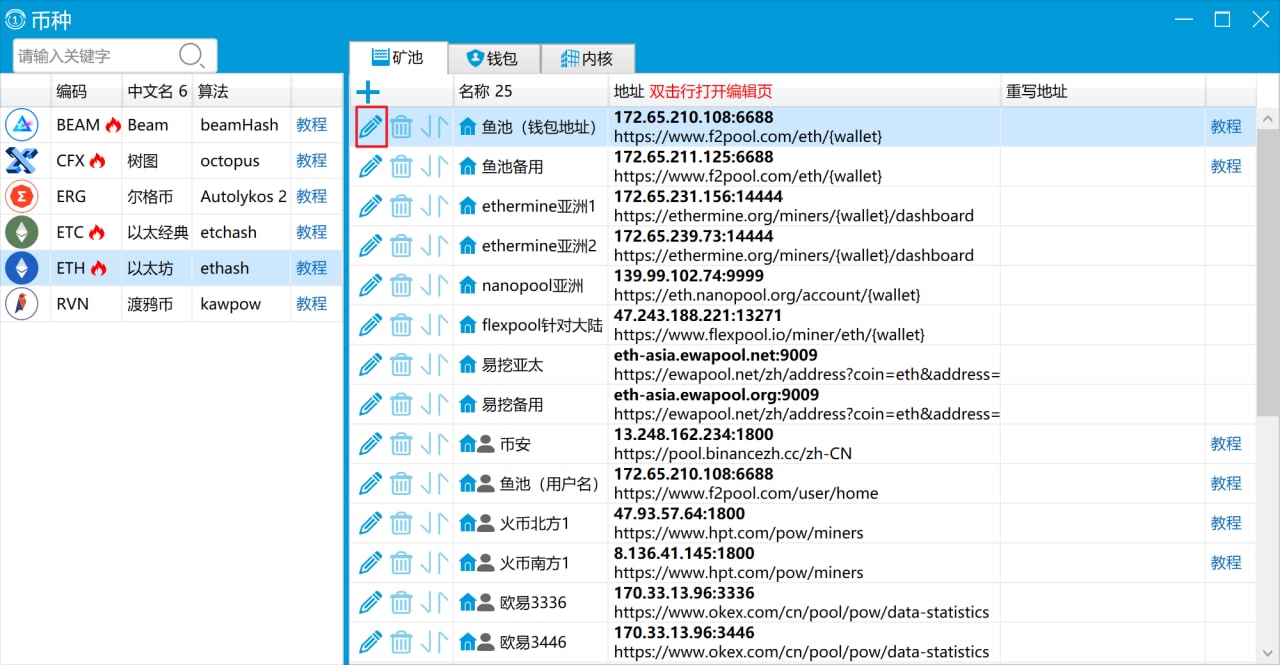 币种
请输入关键字
矿池
钱包
内核
编码 中文名 6 算法
BEAM Beam beamHash 教程
CFX 树图 octopus 教程
ERG 尔格币 Autolykos 2 教程
ETC 以太经典 etchash 教程
ETH 以太坊 ethash 教程
RVN 渡鸦币 kawpow 教程
名称 25 地址 双击行打开编辑页 重写地址
鱼池（钱包地址） 172.65.210.108:6688 教程
https://www.f2pool.com/eth/{wallet}
鱼池备用 172.65.211.125:6688 教程
https://www.f2pool.com/eth/{wallet}
ethermine亚洲1 172.65.231.156:14444
https://ethermine.org/miners/{wallet}/dashboard
ethermine亚洲2 172.65.239.73:14444
https://ethermine.org/miners/{wallet}/dashboard
nanopool亚洲 139.99.102.74:9999
https://eth.nanopool.org/account/{wallet}
flexpool针对大陆 47.243.188.221:13271
https://www.flexpool.io/miner/eth/{wallet}
易挖亚太 eth-asia.ewapool.net:9009
https://ewapool.net/zh/address?coin=eth&address=
易挖备用 eth-asia.ewapool.org:9009
https://ewapool.net/zh/address?coin=eth&address=
币安 13.248.162.234:1800 教程
https://pool.binancezh.cc/zh-CN
鱼池（用户名） 172.65.210.108:6688 教程
https://www.f2pool.com/user/home
火币北方1 47.93.57.64:1800 教程
https://www.hpt.com/pow/miners
火币南方1 8.136.41.145:1800 教程
https://www.hpt.com/pow/miners
欧易3336 170.33.13.96:3336
https://www.okex.com/cn/pool/pow/data-statistics
欧易3446 170.33.13.96:3446
https://www.okex.com/cn/pool/pow/data-statistics